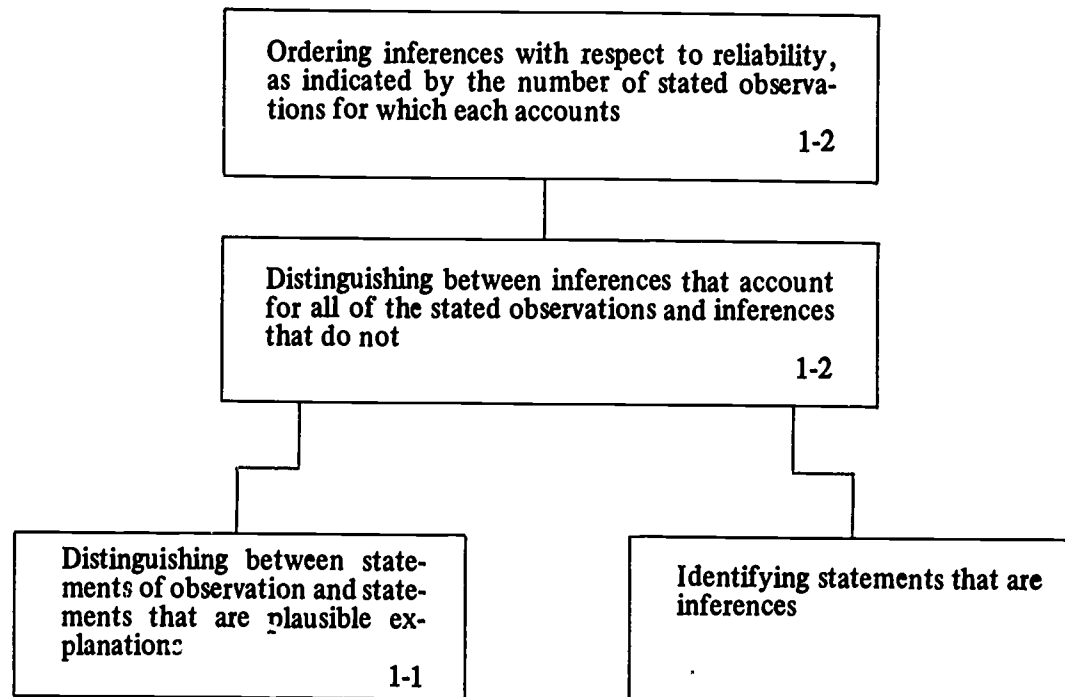 Ordering inferences with respect to reliability,
as indicated by the number of stated observa-
tions for which each accounts
1-2
Distinguishing between inferences that account
for all of the stated observations and inferences
that do not
1-2
Distinguishing between state-
ments of observation and state-
ments that are plausible ex-
planations
1-1
Identifying statements that are
inferences